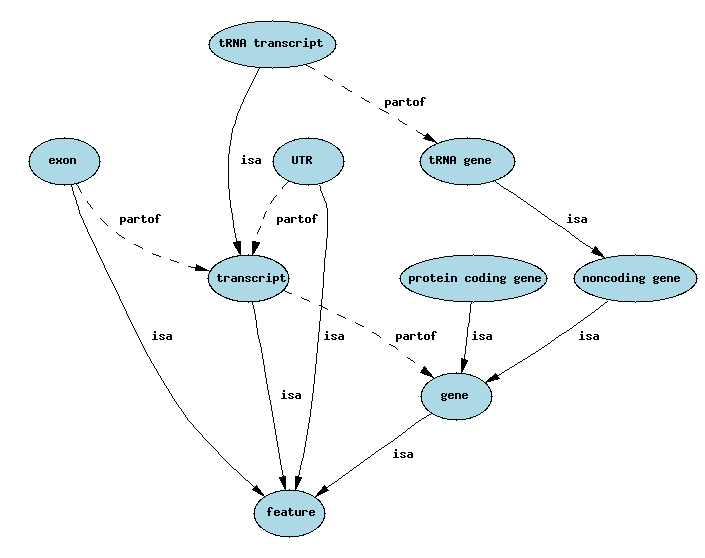 tRNA transcript
partof
exon
isa
UTR
tRNA gene
partof
partof
isa
transcript
protein coding gene
noncoding gene
isa
isa
partof
isa
isa
isa
gene
isa
feature